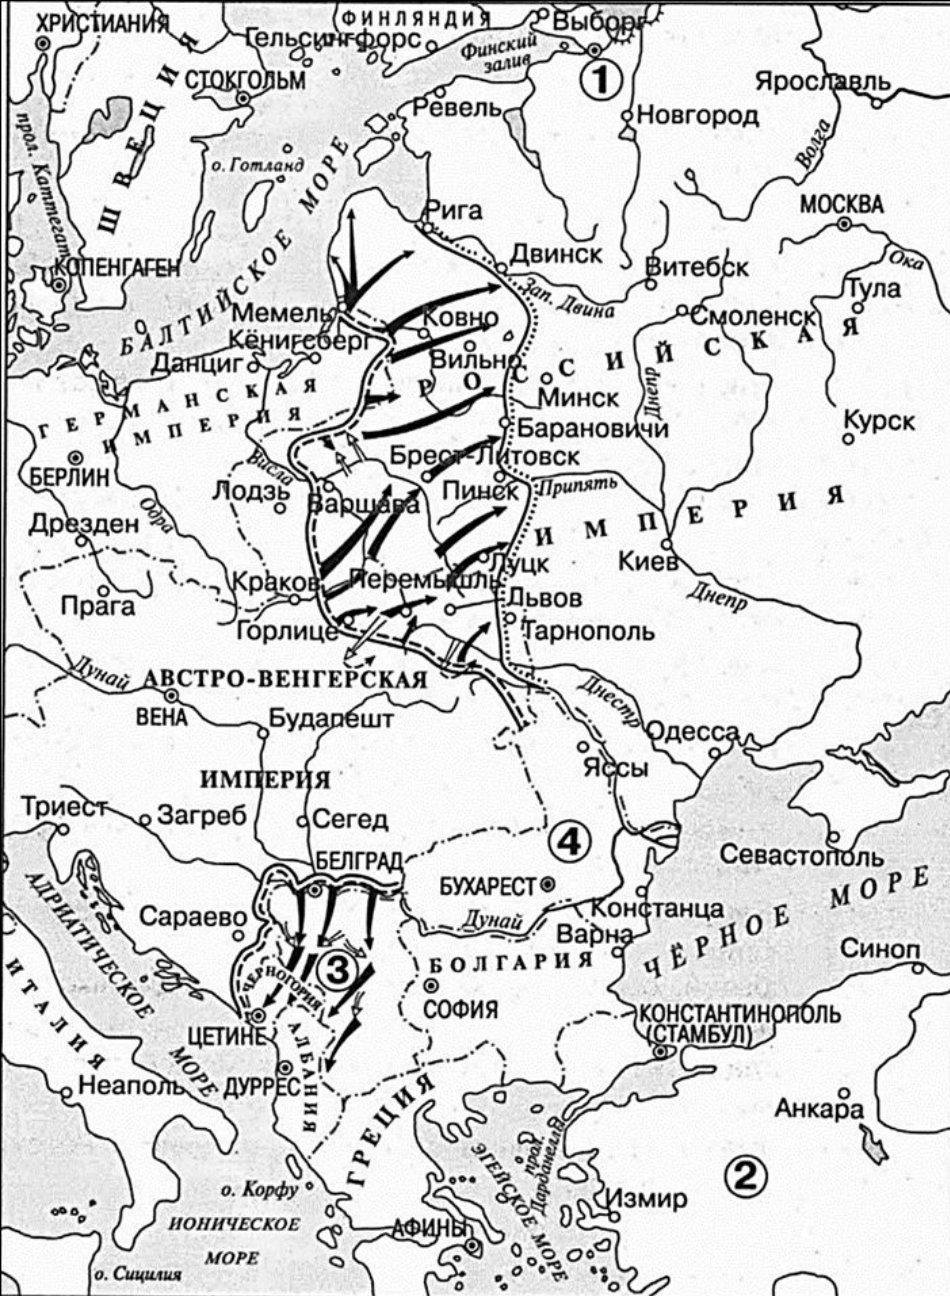 ХРИСТИАНИЯ
ФИНЛЯНДИЯ
Выборг
Гельсингфорс
Финский
залив
1
СТОКГОЛЬМ
ШВЕЦИЯ
Ревель
Новгород
Ярославль
Волга
прол. Каттегат
о. Готланд
МОСКВА
Рига
Ока
КОПЕНГАГЕН
БАЛТИЙСКОЕ МОРЕ
Двинск
Витебск
Зап. Двина
Тула
Мемель
Ковно
Смоленск
Кёнигсберг
Данциг
Вильно
РОССИЙСКАЯ
ГЕРМАНСКАЯ
ИМПЕРИЯ
Минск
Днепр
Барановичи
Курск
БЕРЛИН
Висла
Брест-Литовск
Лодзь
Варшава
Пинск
Припять
Одра
Дрезден
ИМПЕРИЯ
Луцк
Киев
Краков
Перемышль
Прага
Львов
Днепр
Горлице
Тарнополь
Дунай
АВСТРО-ВЕНГЕРСКАЯ
Днестр
ВЕНА
Будапешт
Одесса
Яссы
ИМПЕРИЯ
Триест
Загреб
Сегед
4
БЕЛГРАД
Севастополь
АДРИАТИЧЕСКОЕ МОРЕ
БУХАРЕСТ
Сараево
Дунай
Констанца
Варна
ЧЁРНОЕ МОРЕ
Синоп
ИТАЛИЯ
3
ЧЕРНОГОРИЯ
БОЛГАРИЯ
СОФИЯ
ЦЕТИНЕ
КОНСТАНТИНОПОЛЬ
(СТАМБУЛ)
АЛБАНИЯ
Неаполь
ДУРРЕС
ГРЕЦИЯ
Анкара
прол.
Дарданеллы
ЭГЕЙСКОЕ МОРЕ
2
о. Корфу
Измир
ИОНИЧЕСКОЕ
МОРЕ
АФИНЫ
о. Сицилия